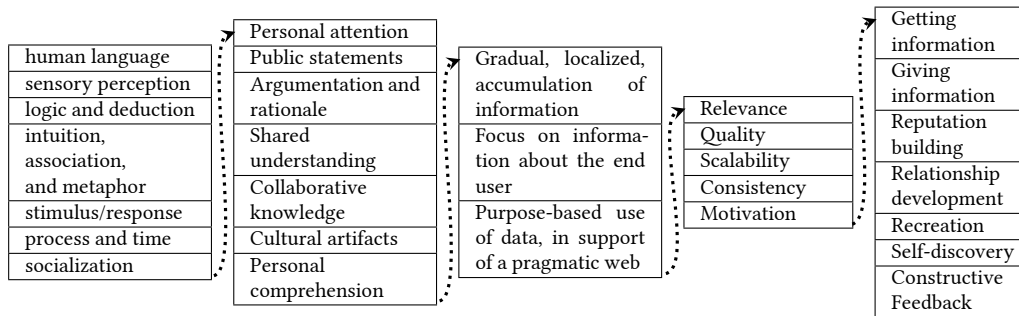 human language
sensory perception
logic and deduction
intuition,
association,
and metaphor
stimulus/response
process and time
socialization
Personal attention
Public statements
Argumentation and
rationale
Shared
understanding
Collaborative
knowledge
Cultural artifacts
Personal
comprehension
Gradual, localized,
accumulation of
information
Focus on informa-
tion about the end
user
Purpose-based use
of data, in support
of a pragmatic web
Relevance
Quality
Scalability
Consistency
Motivation
Getting
information
Giving
information
Reputation
building
Relationship
development
Recreation
Self-discovery
Constructive
Feedback